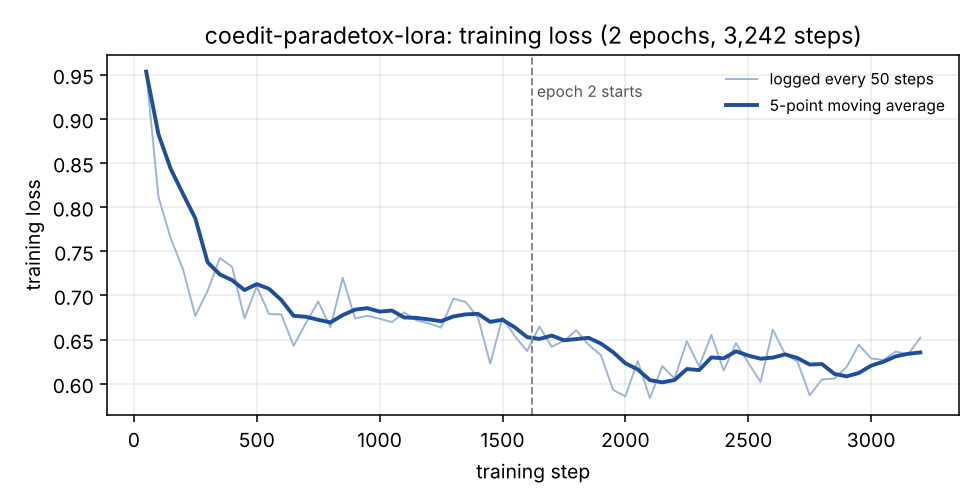 coedit-paradetox-lora: training loss (2 epochs, 3,242 steps)
logged every 50 steps
5-point moving average
epoch 2 starts
training loss
0.95
0.90
0.85
0.80
0.75
0.70
0.65
0.60
0 500 1000 1500 2000 2500 3000
training step